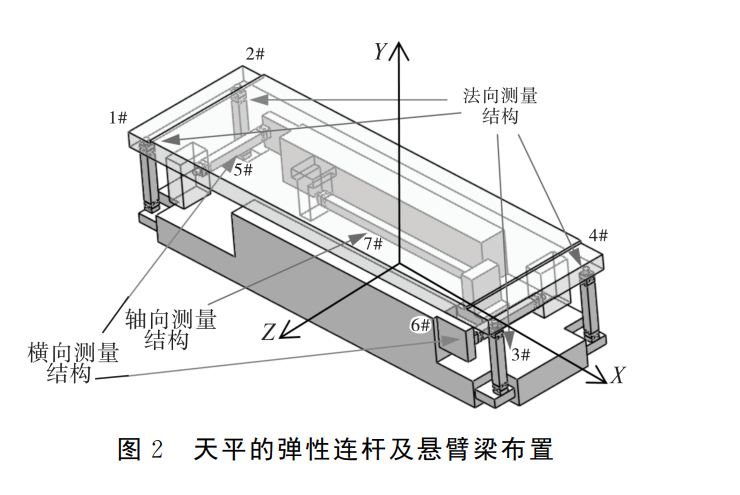 2#
Y
法向测量
结构
1#
5#
4#
7#
轴向测量
结构
Z
6#
横向测量
结构
3#
X
图 2 天平的弹性连杆及悬臂梁布置